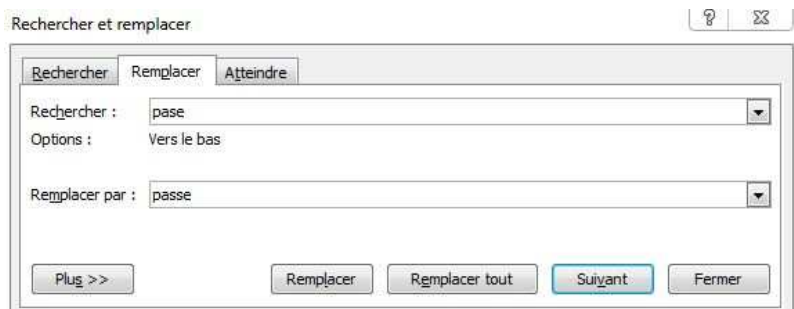 Rechercher et remplacer
Rechercher Remplacer Atteindre
Rechercher : pase
Options : Vers le bas
Remplacer par : passe
Plus >> Remplacer Remplacer tout Suivant Fermer